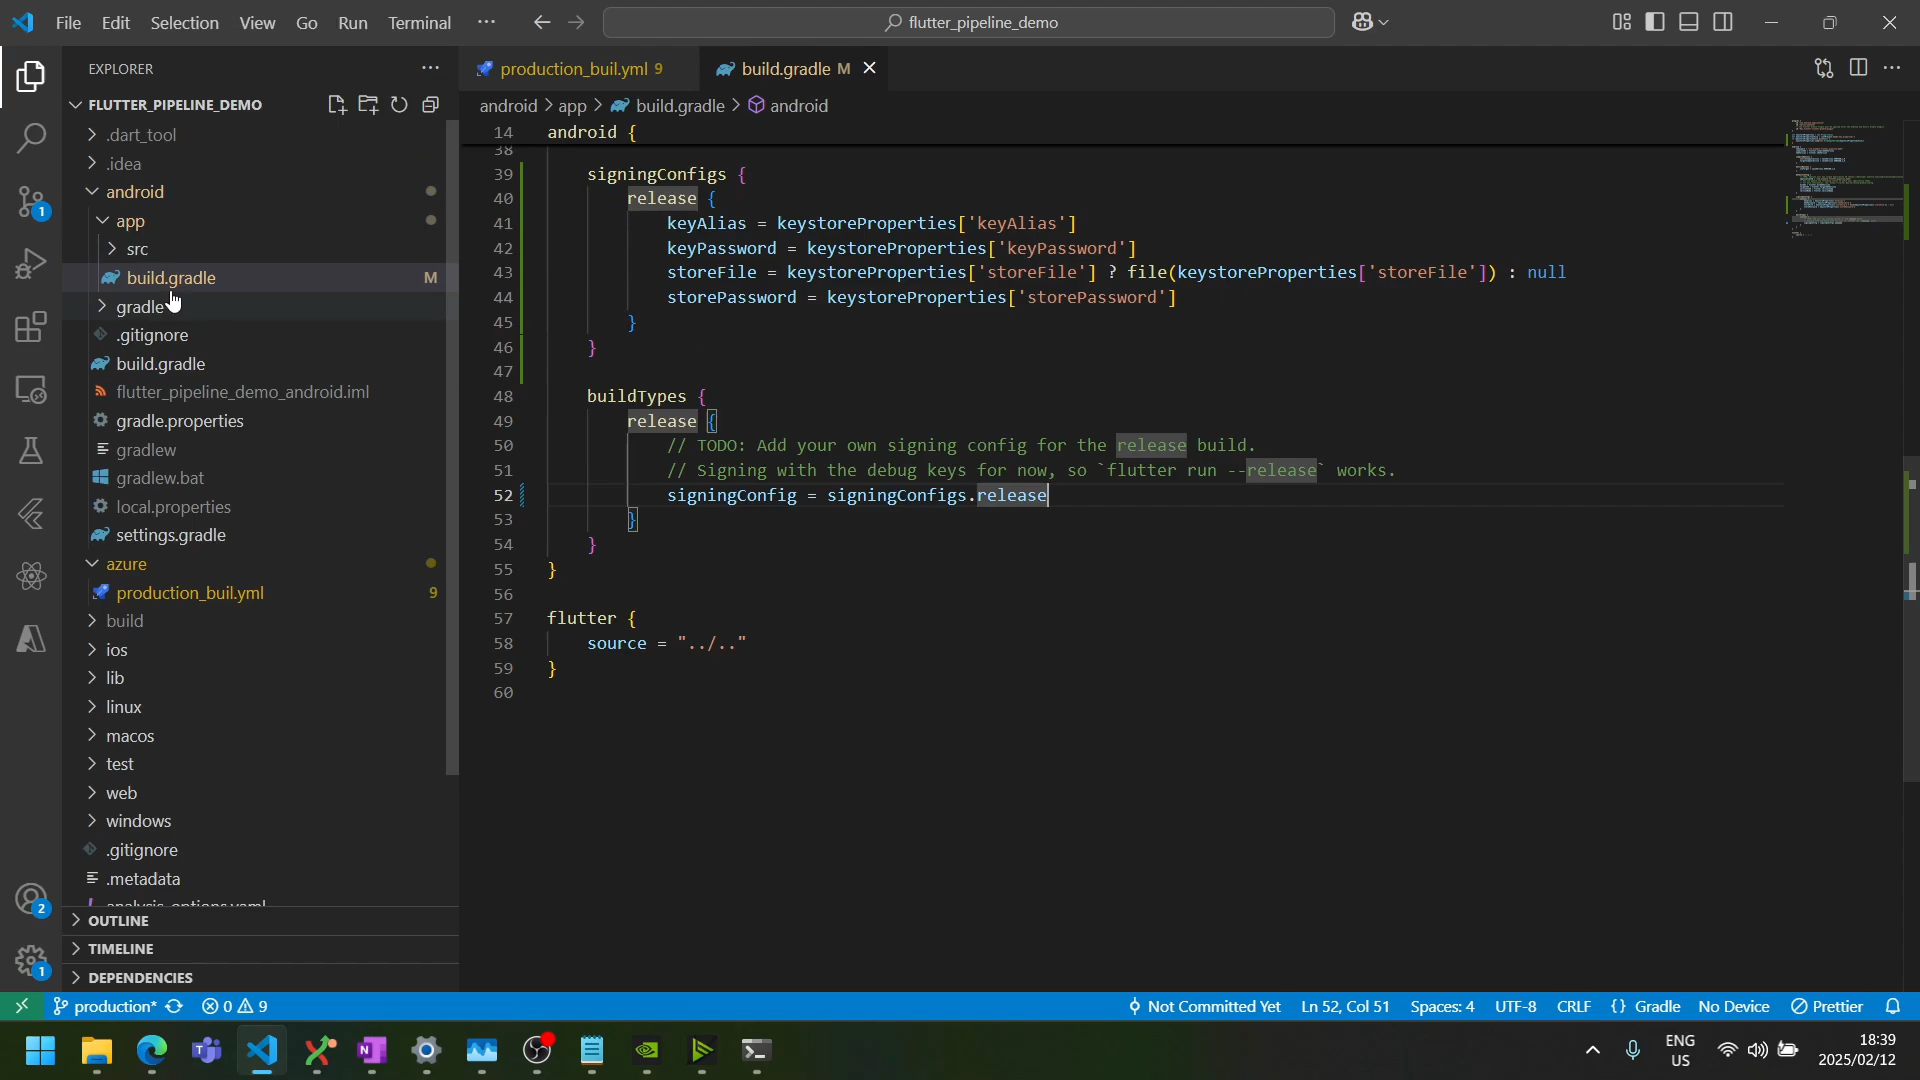 File Edit Selection View Go Run Terminal
flutter_pipeline_demo
EXPLORER
FLUTTER_PIPELINE_DEMO
.dart_tool
.idea
android
app
src
build.gradle M
gradle
.gitignore
build.gradle
flutter_pipeline_demo_android.iml
gradle.properties
gradlew
gradlew.bat
local.properties
settings.gradle
azure
production_buil.yml 9
build
ios
lib
linux
macos
test
web
windows
.gitignore
.metadata
analysis_options.yaml
OUTLINE
TIMELINE
DEPENDENCIES
1
2
1
production_buil.yml 9
build.gradle M
android > app > build.gradle > android
14 android {
38
39 signingConfigs {
40 release {
41 keyAlias = keystoreProperties['keyAlias']
42 keyPassword = keystoreProperties['keyPassword']
43 storeFile = keystoreProperties['storeFile'] ? file(keystoreProperties['storeFile']) : null
44 storePassword = keystoreProperties['storePassword']
45 }
46 }
47
48 buildTypes {
49 release {
50 // TODO: Add your own signing config for the release build.
51 // Signing with the debug keys for now, so `flutter run --release` works.
52 signingConfig = signingConfigs.release
53 }
54 }
55 }
56
57 flutter {
58 source = "../.."
59 }
60
production* 0 9
Not Committed Yet Ln 52, Col 51 Spaces: 4 UTF-8 CRLF {} Gradle No Device Prettier
ENG
US
18:39
2025/02/12